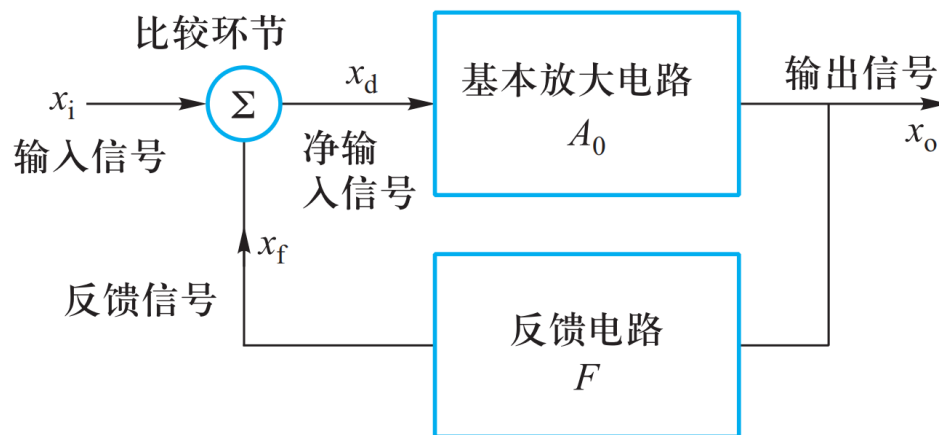 比较环节
x_i
Σ
x_d
基本放大电路
A_0
输出信号
x_o
输入信号
净输
入信号
x_f
反馈信号
反馈电路
F